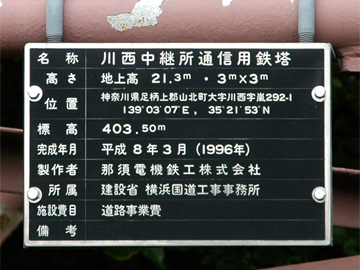 名称 川西中継所通信用鉄塔
高さ 地上高 21.3m ・ 3m×3m
位置 神奈川県足柄上郡山北町大字川西字嵐292-1
139°03′07″E , 35°21′53″N
標高 403.50m
完成年月 平成8年3月（1996年）
製作者 那須電機鉄工株式会社
所属 建設省 横浜国道工事事務所
施設費目 道路事業費
備考